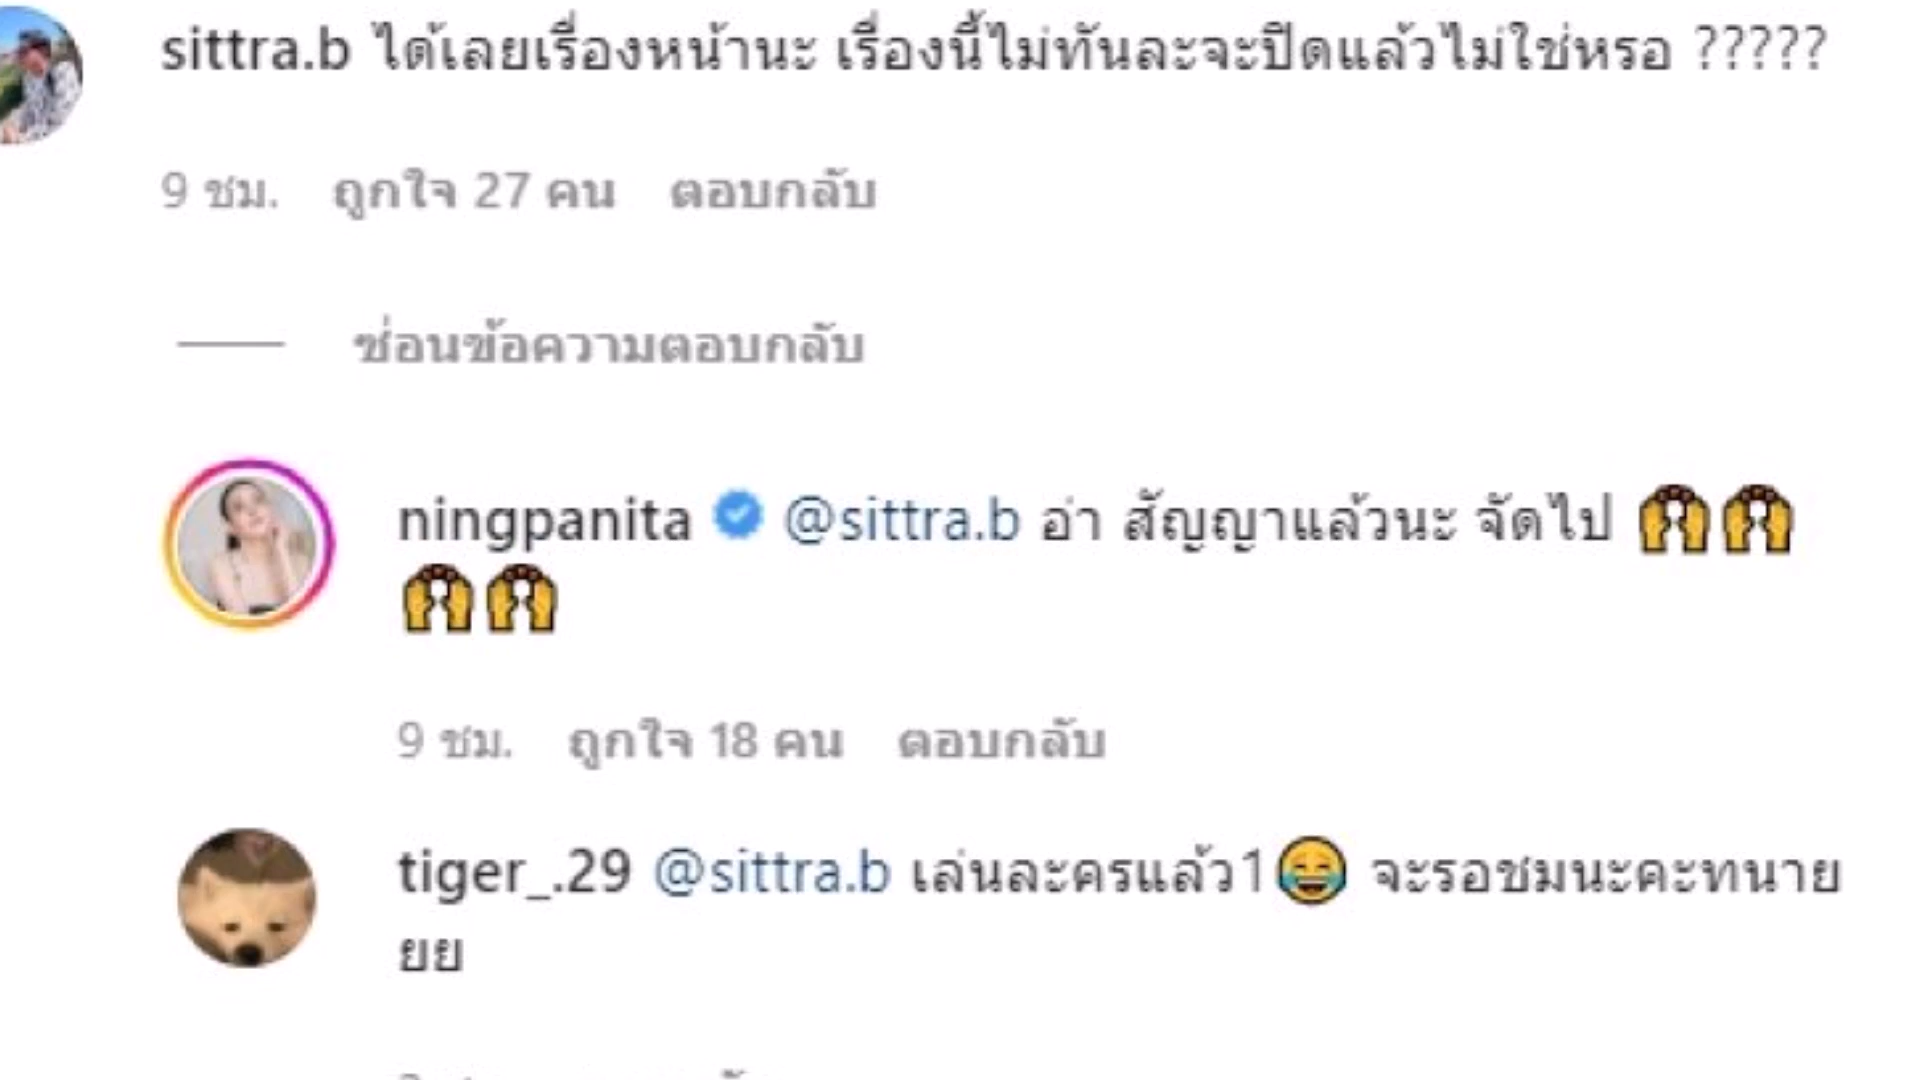 sittra.b ได้เลยเรื่องหน้านะ เรื่องนี้ไม่ทันละจะปิดแล้วไม่ใช่หรอ ?????
9 ชม. ถูกใจ 27 คน ตอบกลับ
ซ่อนข้อความตอบกลับ
ningpanita @sittra.b อ่า สัญญาแล้วนะ จัดไป 🙌🙌
🙌🙌
9 ชม. ถูกใจ 18 คน ตอบกลับ
tiger_.29 @sittra.b เล่นละครแล้ว1😂 จะรอชมนะคะทนาย
ยย